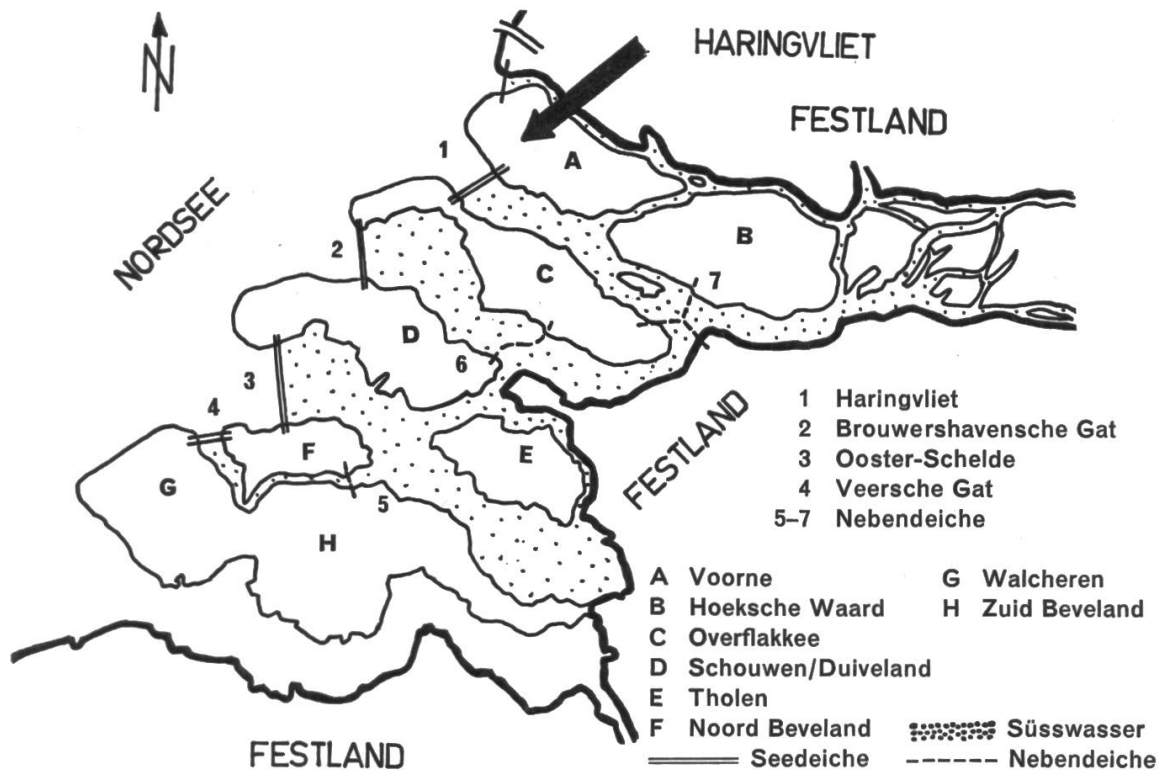 N
HARINGVLIET
FESTLAND
NORDSEE
1
A
2
B
C
7
D
3
6
4
F
E
G
5
H
FESTLAND
1 Haringvliet
2 Brouwershavensche Gat
3 Ooster-Schelde
4 Veersche Gat
5–7 Nebendeiche
A Voorne
B Hoeksche Waard
C Overflakkee
D Schouwen/Duiveland
E Tholen
F Noord Beveland
G Walcheren
H Zuid Beveland
Süsswasser
Seedeiche
Nebendeiche
FESTLAND